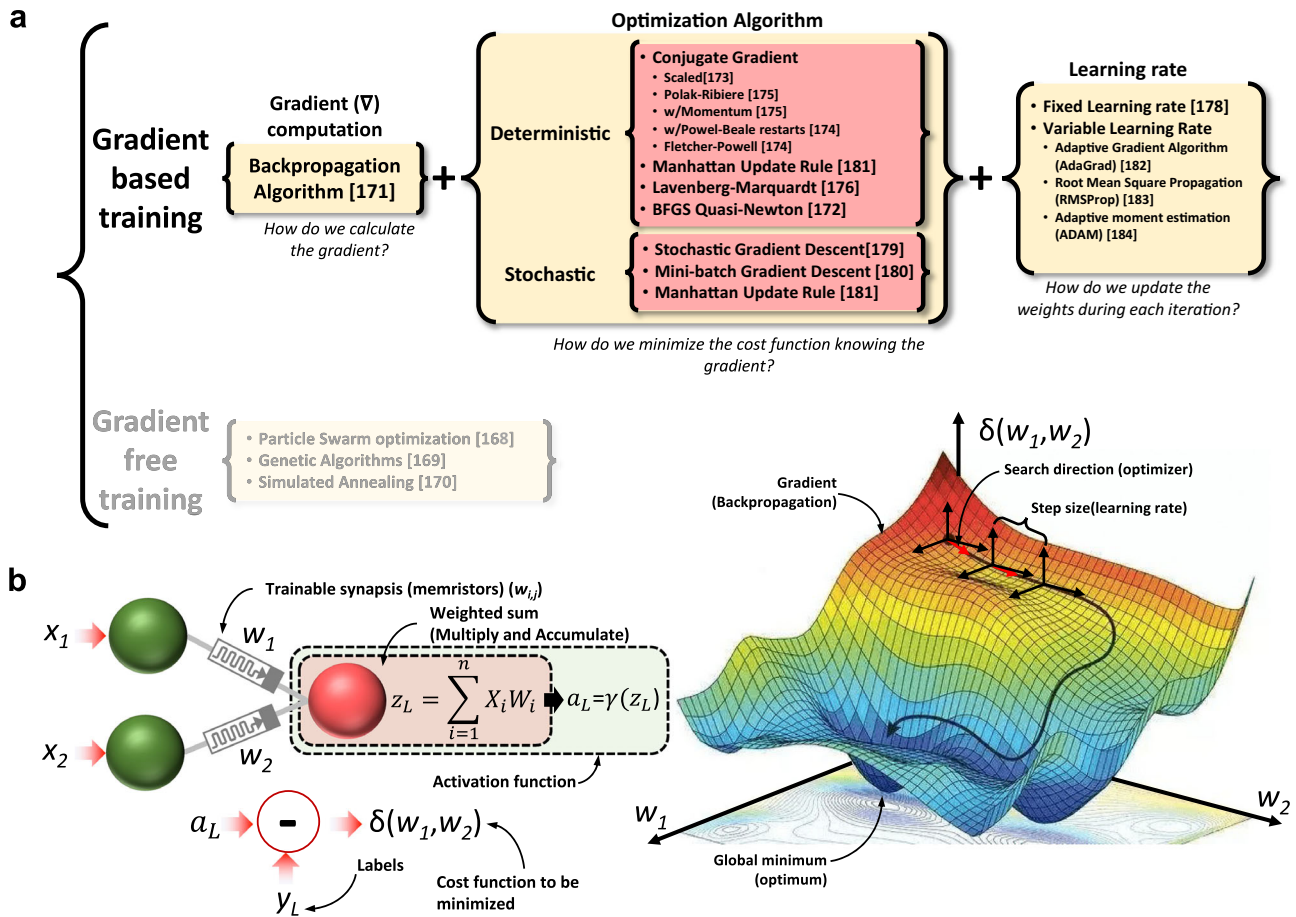 a
Optimization Algorithm
Gradient
based
training
Gradient (∇)
computation
Backpropagation
Algorithm [171]
How do we calculate
the gradient?
+
Deterministic
• Conjugate Gradient
• Scaled[173]
• Polak-Ribiere [175]
• w/Momentum [175]
• w/Powel-Beale restarts [174]
• Fletcher-Powell [174]
• Manhattan Update Rule [181]
• Lavenberg-Marquardt [176]
• BFGS Quasi-Newton [172]
Stochastic
• Stochastic Gradient Descent[179]
• Mini-batch Gradient Descent [180]
• Manhattan Update Rule [181]
How do we minimize the cost function knowing the
gradient?
+
Learning rate
• Fixed Learning rate [178]
• Variable Learning Rate
• Adaptive Gradient Algorithm
(AdaGrad) [182]
• Root Mean Square Propagation
(RMSProp) [183]
• Adaptive moment estimation
(ADAM) [184]
How do we update the
weights during each iteration?
Gradient
free
training
• Particle Swarm optimization [168]
• Genetic Algorithms [169]
• Simulated Annealing [170]
b
Trainable synapsis (memristors) (w_{i,j})
Weighted sum
(Multiply and Accumulate)
x_1
w_1
x_2
w_2
z_L = \sum_{i=1}^{n} X_i W_i
a_L=γ(z_L)
Activation function
a_L
-
δ(w_1,w_2)
Labels
y_L
Cost function to be
minimized
δ(w_1,w_2)
Search direction (optimizer)
Gradient
(Backpropagation)
Step size(learning rate)
w_1
w_2
Global minimum
(optimum)